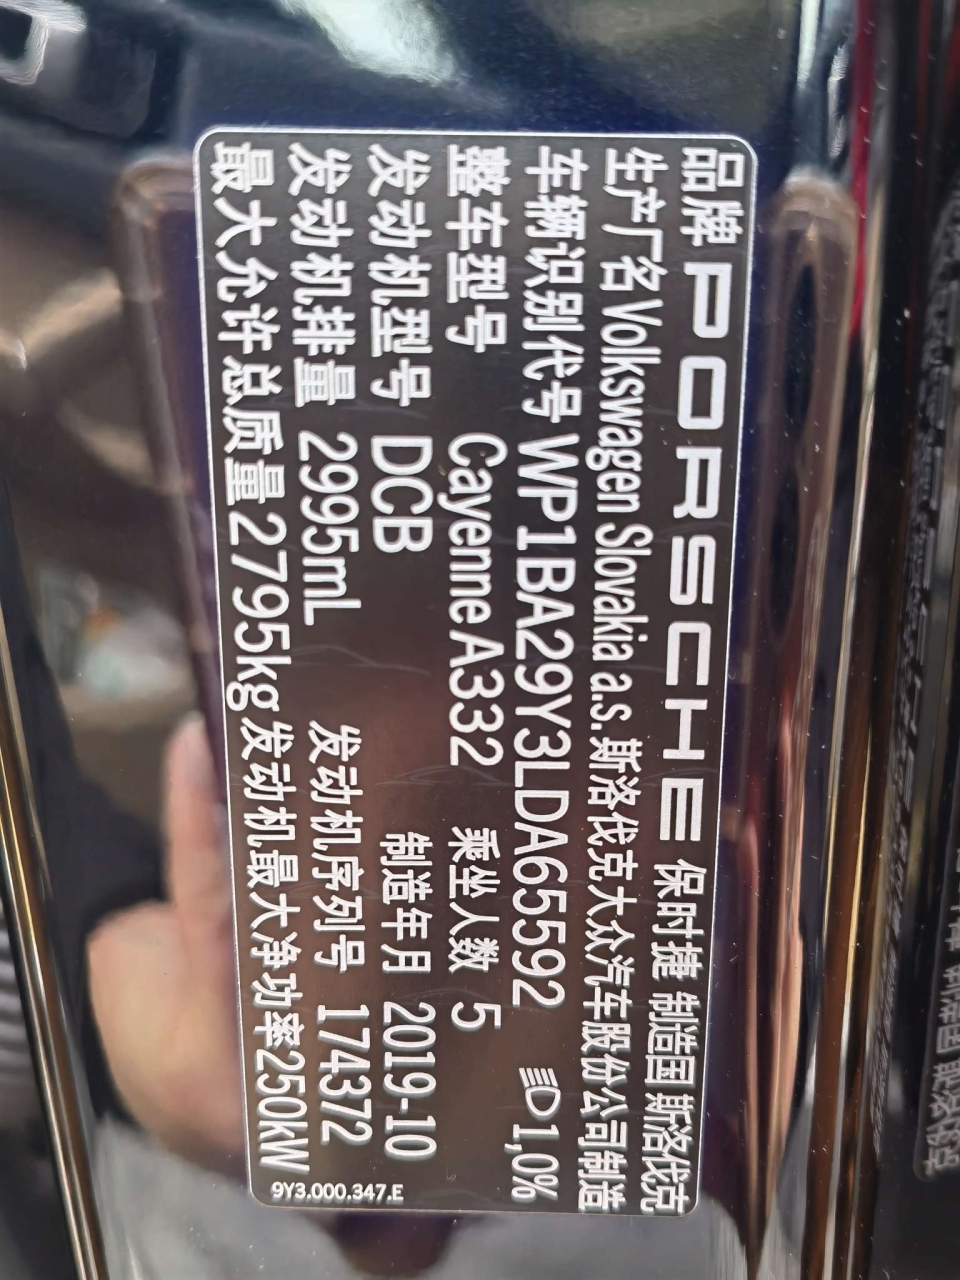 品牌 PORSCHE 保时捷 制造国 斯洛伐克
生产厂名 Volkswagen Slovakia a.s. 斯洛伐克大众汽车股份公司制造
车辆识别代号 WP1BA29Y3LDA65592 1,0%
整车型号 Cayenne A332 乘坐人数 5
发动机型号 DCB 制造年月 2019-10
发动机排量 2995mL 发动机序列号 174372
最大允许总质量 2795kg 发动机最大净功率 250kW
9Y3.000.347.E